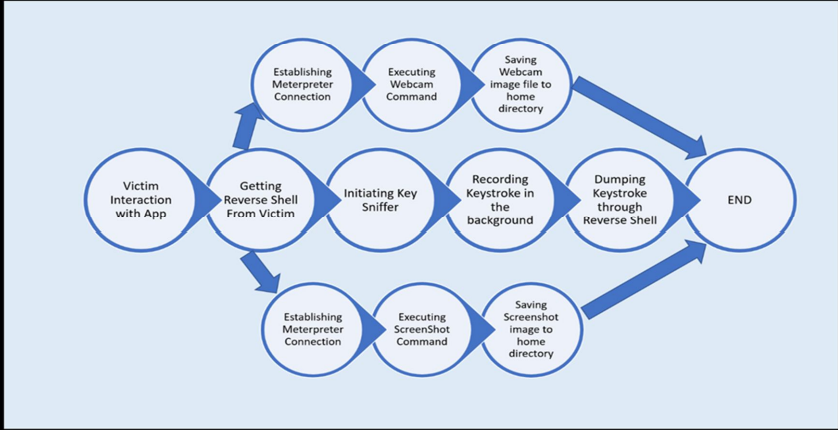 Establishing
Meterpreter
Connection
Executing
Webcam
Command
Saving
Webcam
image file to
home
directory
Victim
Interaction
with App
Getting
Reverse Shell
From Victim
Initiating Key
Sniffer
Recording
Keystroke in
the
background
Dumping
Keystroke
through
Reverse Shell
END
Establishing
Meterpreter
Connection
Executing
ScreenShot
Command
Saving
Screenshot
image to
home
directory